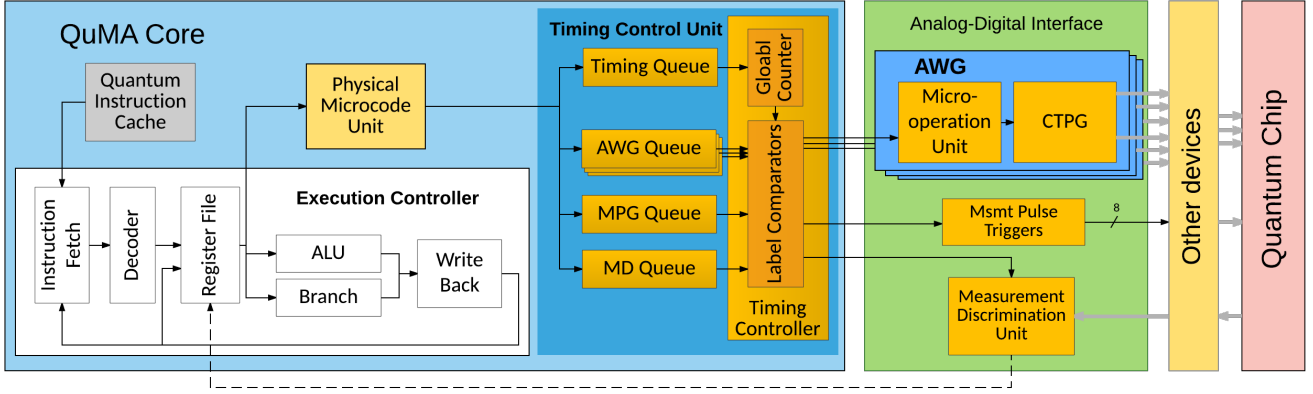 QuMA Core
Quantum
Instruction
Cache
Physical
Microcode
Unit
Execution Controller
Instruction
Fetch
Decoder
Register File
ALU
Branch
Write
Back
Timing Control Unit
Timing Queue
AWG Queue
MPG Queue
MD Queue
Gloabl
Counter
Label Comparators
Timing
Controller
Analog-Digital Interface
AWG
Micro-
operation
Unit
CTPG
Msmt Pulse
Triggers
8
Measurement
Discrimination
Unit
Other devices
Quantum Chip